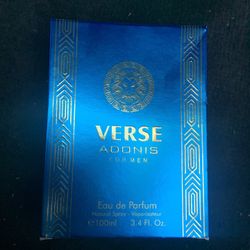 VERSE
ADONIS
FOR MEN
Eau de Parfum
Natural Spray - Vaporisateur
e 100ml 3.4 Fl. Oz.